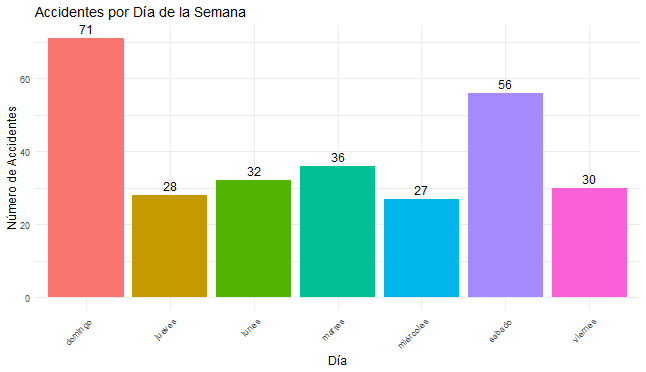 Accidentes por Día de la Semana
71
28
32
36
27
56
30
60
40
20
0
Número de Accidentes
domingo
jueves
lunes
martes
miércoles
sábado
viernes
Día